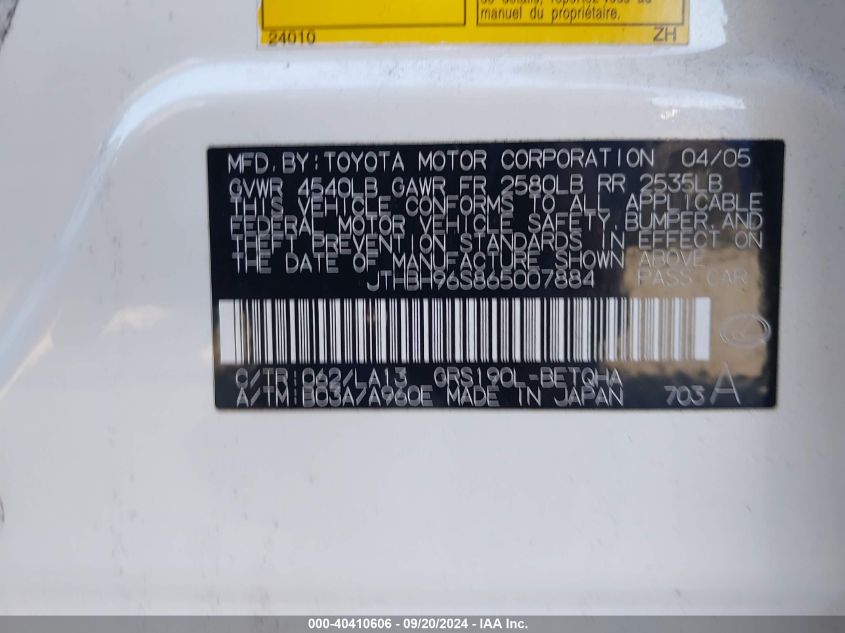 manuel du propriétaire.
24010 ZH
MFD. BY: TOYOTA MOTOR CORPORATION 04/05
GVWR 4540LB GAWR FR 2580LB RR 2535LB
THIS VEHICLE CONFORMS TO ALL APPLICABLE
FEDERAL MOTOR VEHICLE SAFETY, BUMPER, AND
THEFT PREVENTION STANDARDS IN EFFECT ON
THE DATE OF MANUFACTURE SHOWN ABOVE.
JTHBH96S865007884 PASS CAR
C/TR: 062/LA13 GRS190L-BETQHA
A/TM: B03A/A960E MADE IN JAPAN 703 A
000-40410606 - 09/20/2024 - IAA Inc.